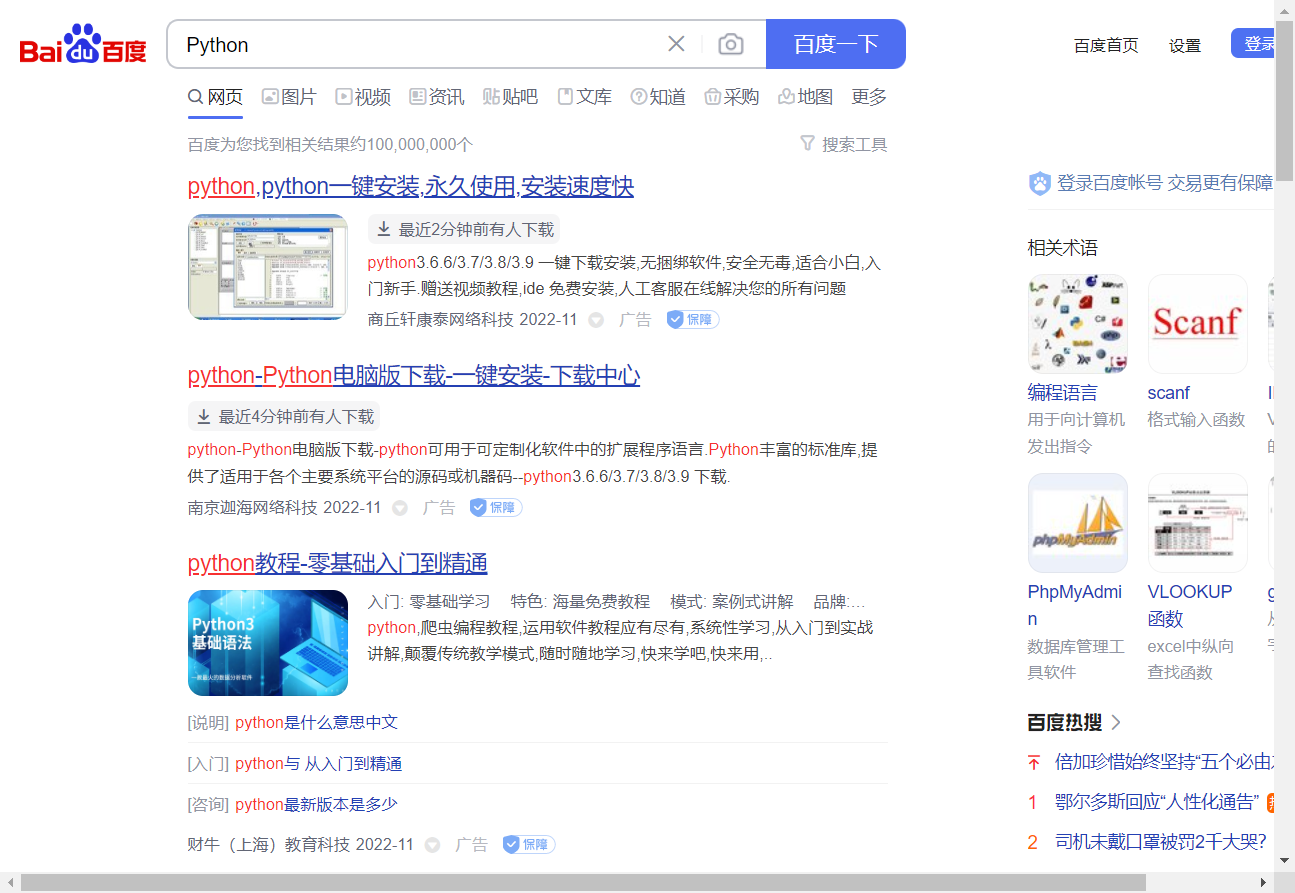 Bai du 百度
Python
百度一下
百度首页
设置
登录
网页
图片
视频
资讯
贴吧
文库
知道
采购
地图
更多
百度为您找到相关结果约100,000,000个
搜索工具
python,python一键安装,永久使用,安装速度快
最近2分钟前有人下载
python3.6.6/3.7/3.8/3.9 一键下载安装,无捆绑软件,安全无毒,适合小白,入
门新手.赠送视频教程,ide 免费安装,人工客服在线解决您的所有问题
商丘轩康泰网络科技 2022-11 广告 保障
python-Python电脑版下载-一键安装-下载中心
最近4分钟前有人下载
python-Python电脑版下载-python可用于可定制化软件中的扩展程序语言.Python丰富的标准库,提
供了适用于各个主要系统平台的源码或机器码--python3.6.6/3.7/3.8/3.9 下载.
南京迦海网络科技 2022-11 广告 保障
python教程-零基础入门到精通
Python3
基础语法
入门: 零基础学习 特色: 海量免费教程 模式: 案例式讲解 品牌:...
python,爬虫编程教程,运用软件教程应有尽有,系统性学习,从入门到实战
讲解,颠覆传统教学模式,随时随地学习,快来学吧,快来用,..
[说明] python是什么意思中文
[入门] python与 从入门到精通
[咨询] python最新版本是多少
财牛（上海）教育科技 2022-11 广告 保障
登录百度帐号 交易更有保障
相关术语
Scanf
编程语言
用于向计算机
发出指令
scanf
格式输入函数
phpMyAdmin
PhpMyAdmi
n
数据库管理工
具软件
VLOOKUP
函数
excel中纵向
查找函数
百度热搜
倍加珍惜始终坚持“五个必由
1 鄂尔多斯回应“人性化通告”
2 司机未戴口罩被罚2千大哭?